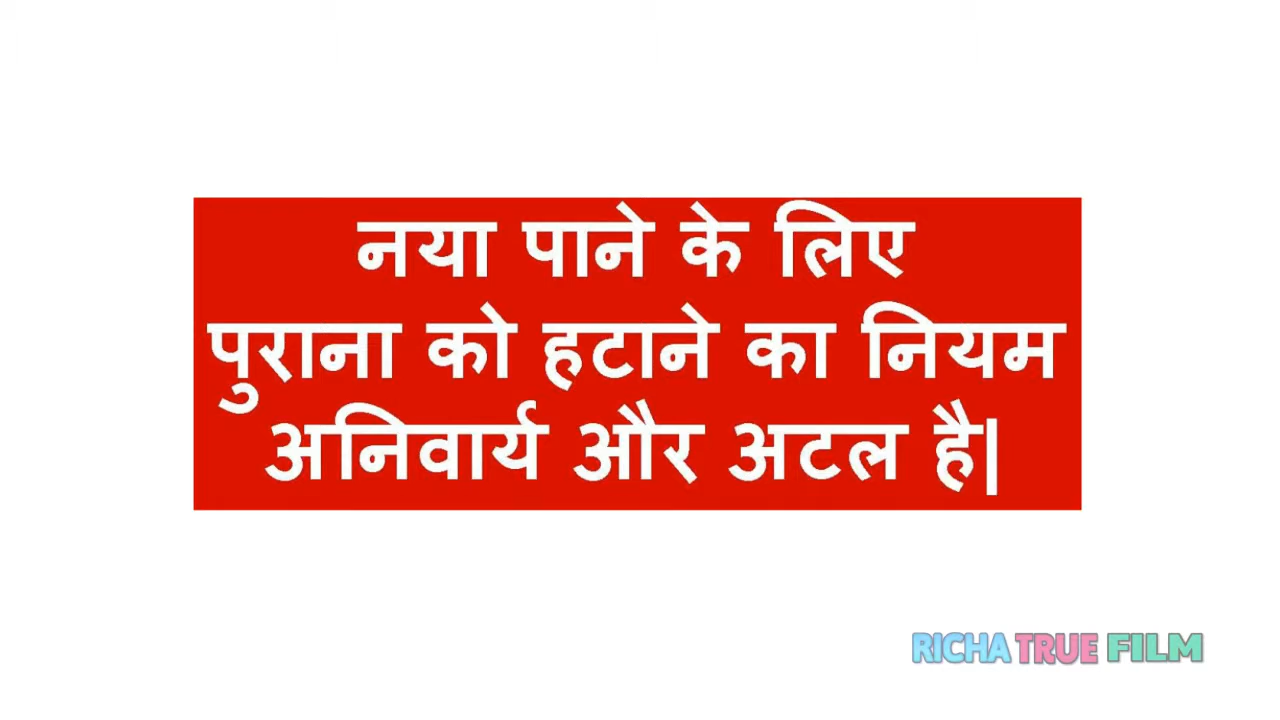 नया पाने के लिए
पुराना को हटाने का नियम
अनिवार्य और अटल है|
RICHA TRUE FILM